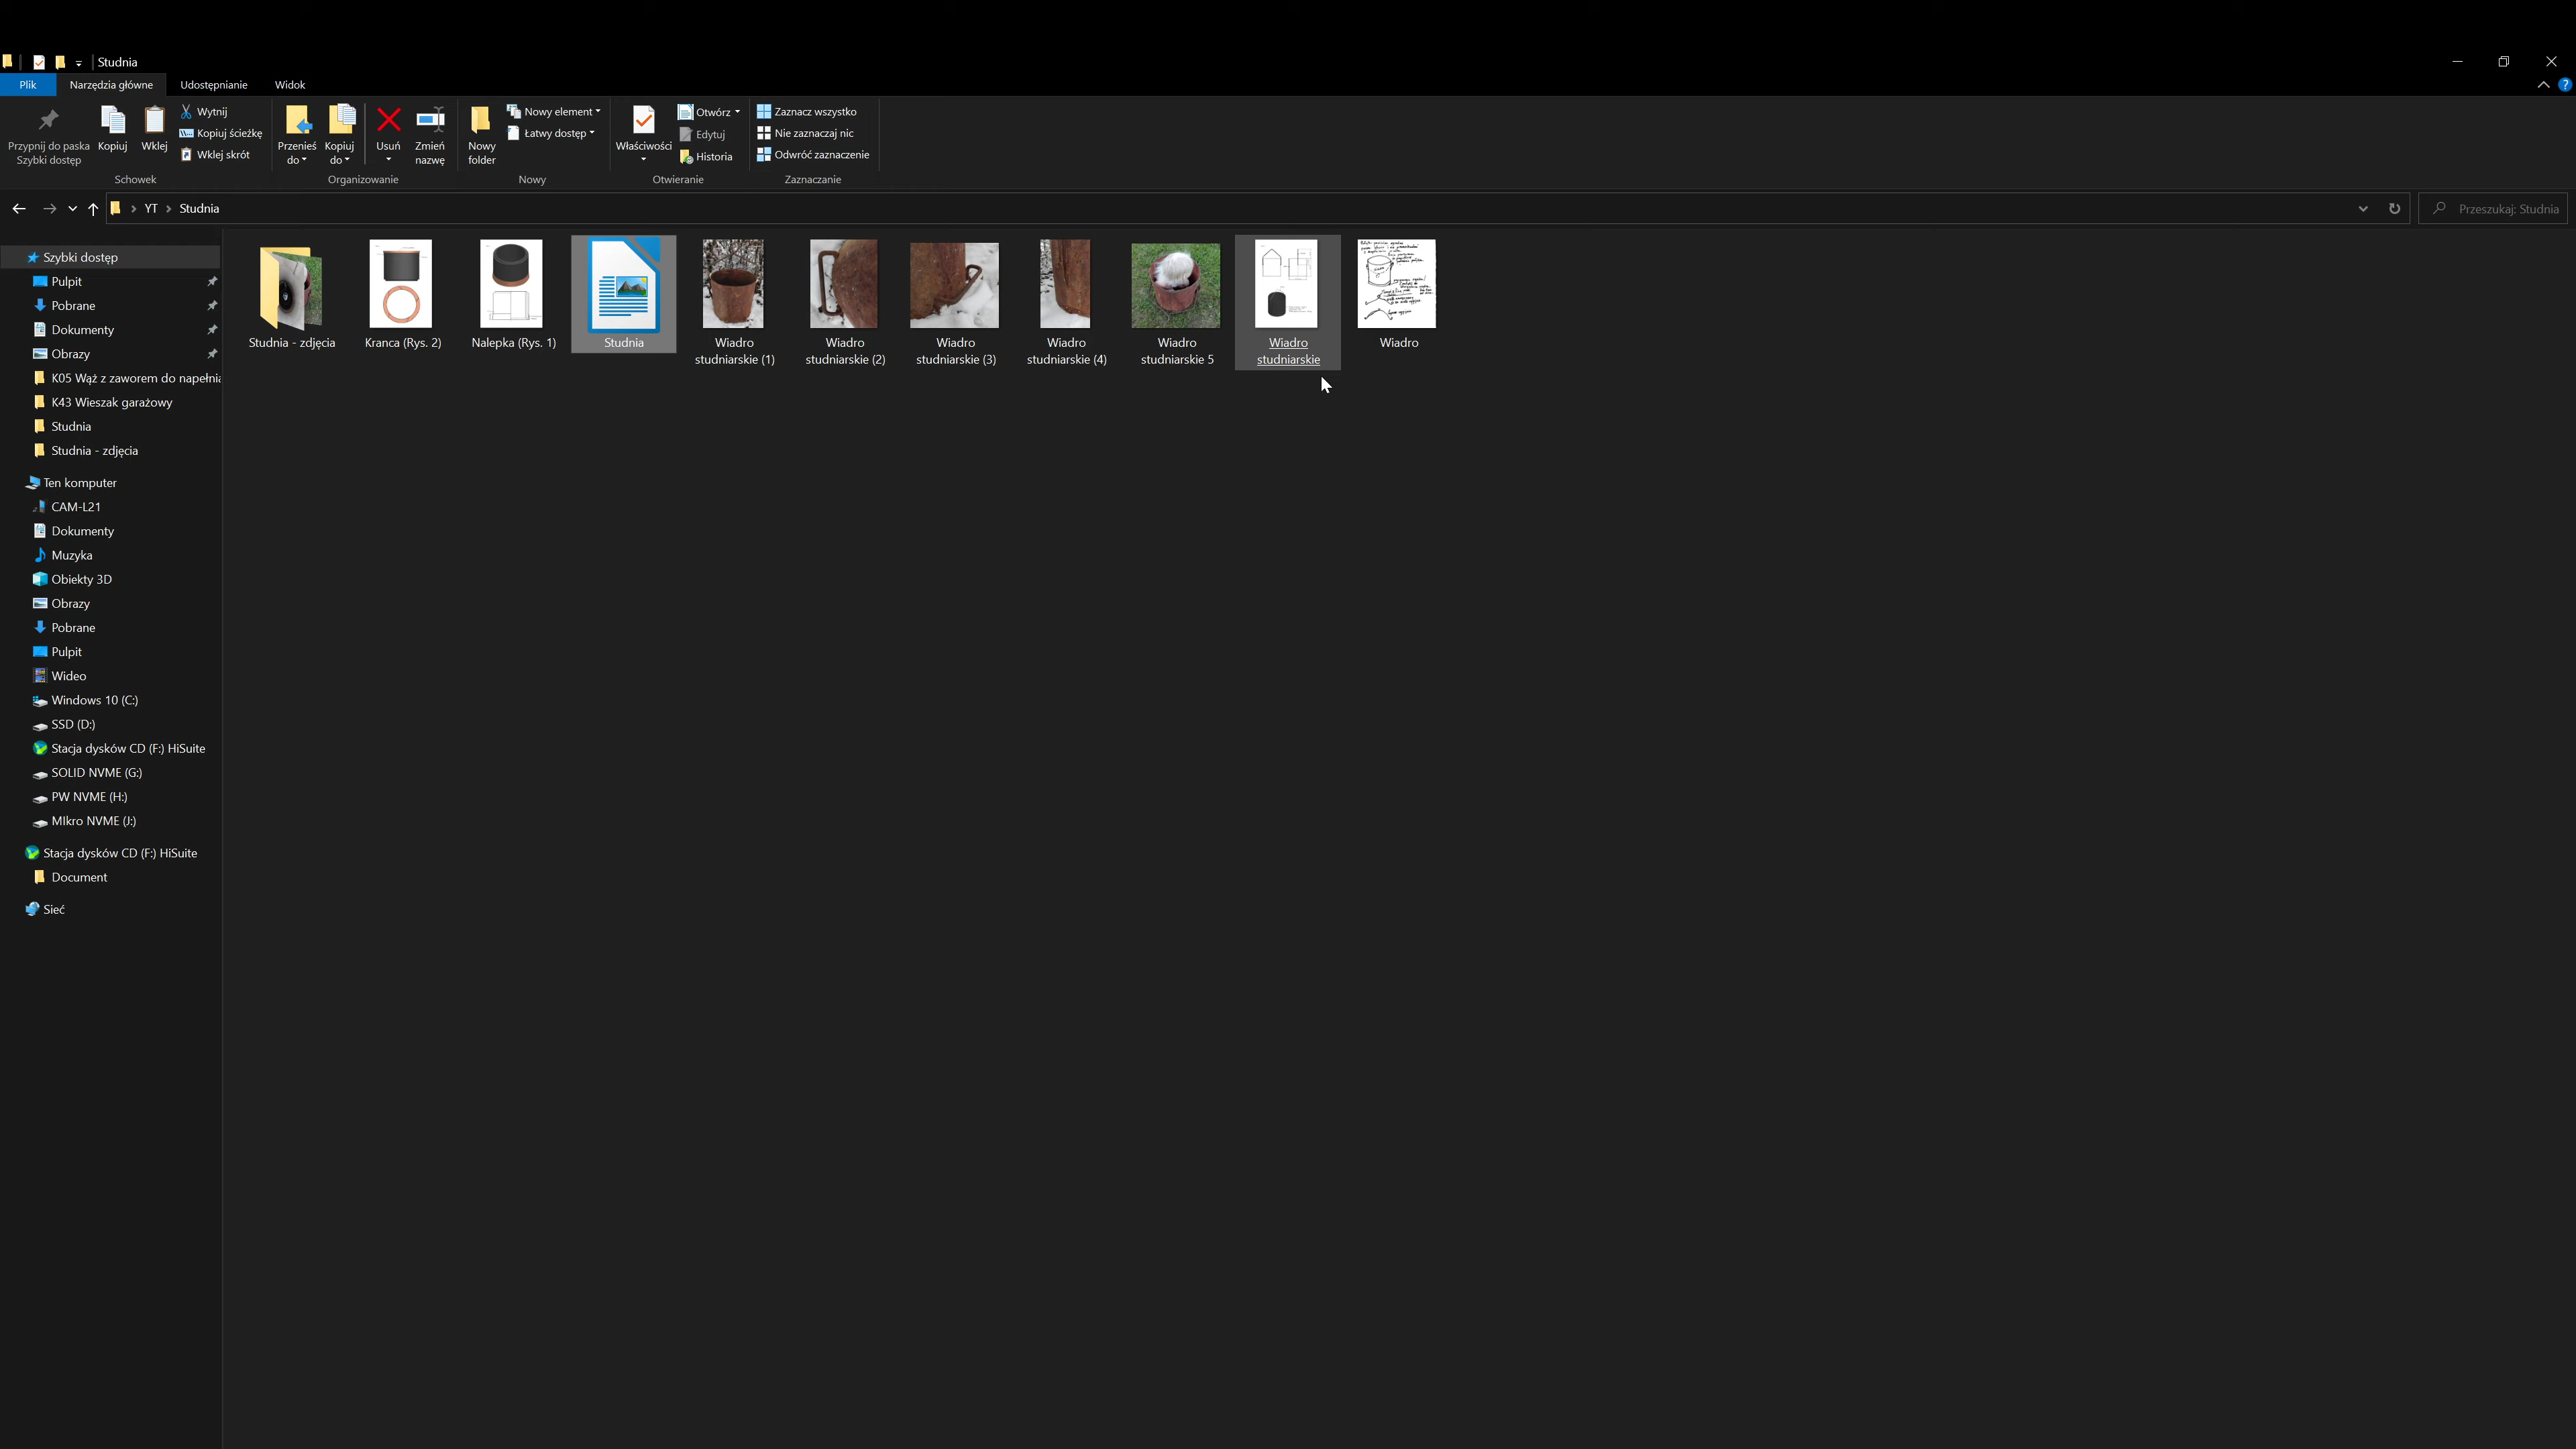 Studnia
Plik
Narzędzia główne
Udostępnianie
Widok
Przypnij do paska
Szybki dostęp
Kopiuj
Wklej
Wytnij
Kopiuj ścieżkę
Wklej skrót
Schowek
Przenieś
do
Kopiuj
do
Usuń
Zmień
nazwę
Organizowanie
Nowy
folder
Nowy element
Łatwy dostęp
Nowy
Właściwości
Otwórz
Edytuj
Historia
Otwieranie
Zaznacz wszystko
Nie zaznaczaj nic
Odwróć zaznaczenie
Zaznaczanie
YT > Studnia
Przeszukaj: Studnia
Szybki dostęp
Pulpit
Pobrane
Dokumenty
Obrazy
K05 Wąż z zaworem do napełnia
K43 Wieszak garażowy
Studnia
Studnia - zdjęcia
Ten komputer
CAM-L21
Dokumenty
Muzyka
Obiekty 3D
Obrazy
Pobrane
Pulpit
Wideo
Windows 10 (C:)
SSD (D:)
Stacja dysków CD (F:) HiSuite
SOLID NVME (G:)
PW NVME (H:)
MIkro NVME (J:)
Stacja dysków CD (F:) HiSuite
Document
Sieć
Studnia - zdjęcia
Kranca (Rys. 2)
Nalepka (Rys. 1)
Studnia
Wiadro
studniarskie (1)
Wiadro
studniarskie (2)
Wiadro
studniarskie (3)
Wiadro
studniarskie (4)
Wiadro
studniarskie 5
Wiadro
studniarskie
Wiadro